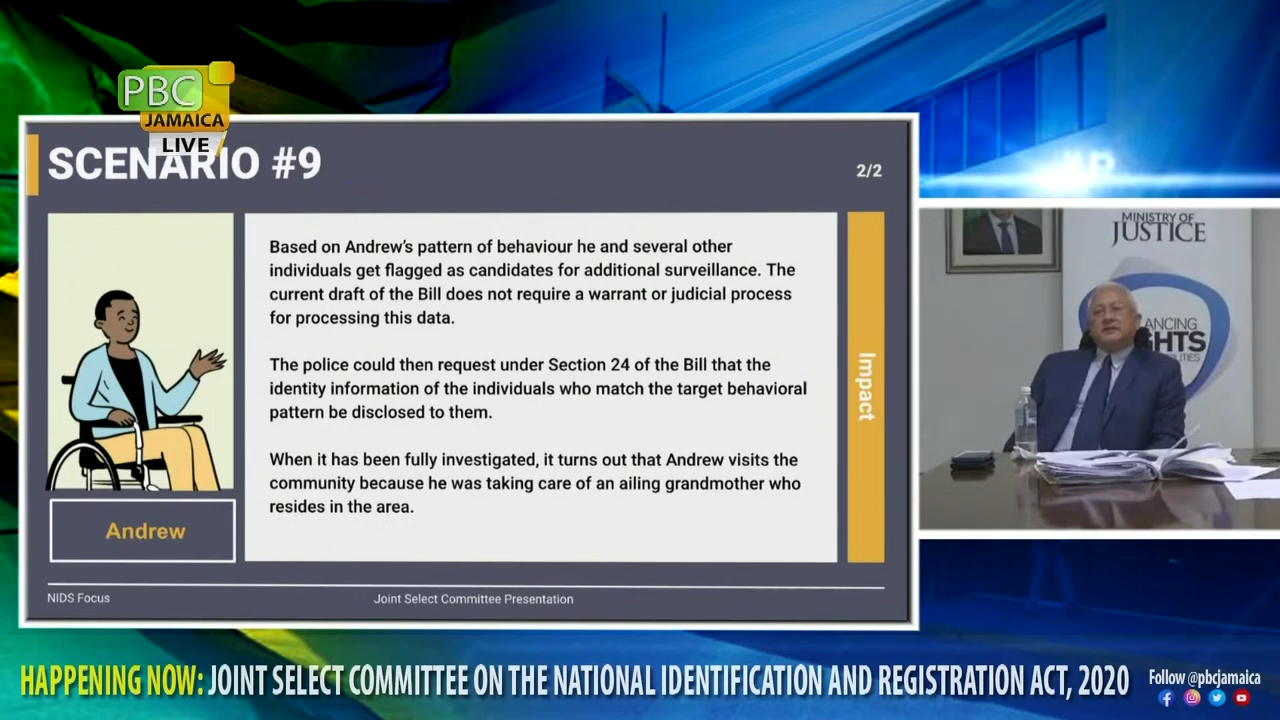 PBC
JAMAICA
LIVE
SCENARIO #9
2/2
Based on Andrew's pattern of behaviour he and several other
individuals get flagged as candidates for additional surveillance. The
current draft of the Bill does not require a warrant or judicial process
for processing this data.
The police could then request under Section 24 of the Bill that the
identity information of the individuals who match the target behavioral
pattern be disclosed to them.
When it has been fully investigated, it turns out that Andrew visits the
community because he was taking care of an ailing grandmother who
resides in the area.
Impact
Andrew
NIDS Focus
Joint Select Committee Presentation
MINISTRY OF
JUSTICE
HAPPENING NOW: JOINT SELECT COMMITTEE ON THE NATIONAL IDENTIFICATION AND REGISTRATION ACT, 2020
Follow @pbcjamaica